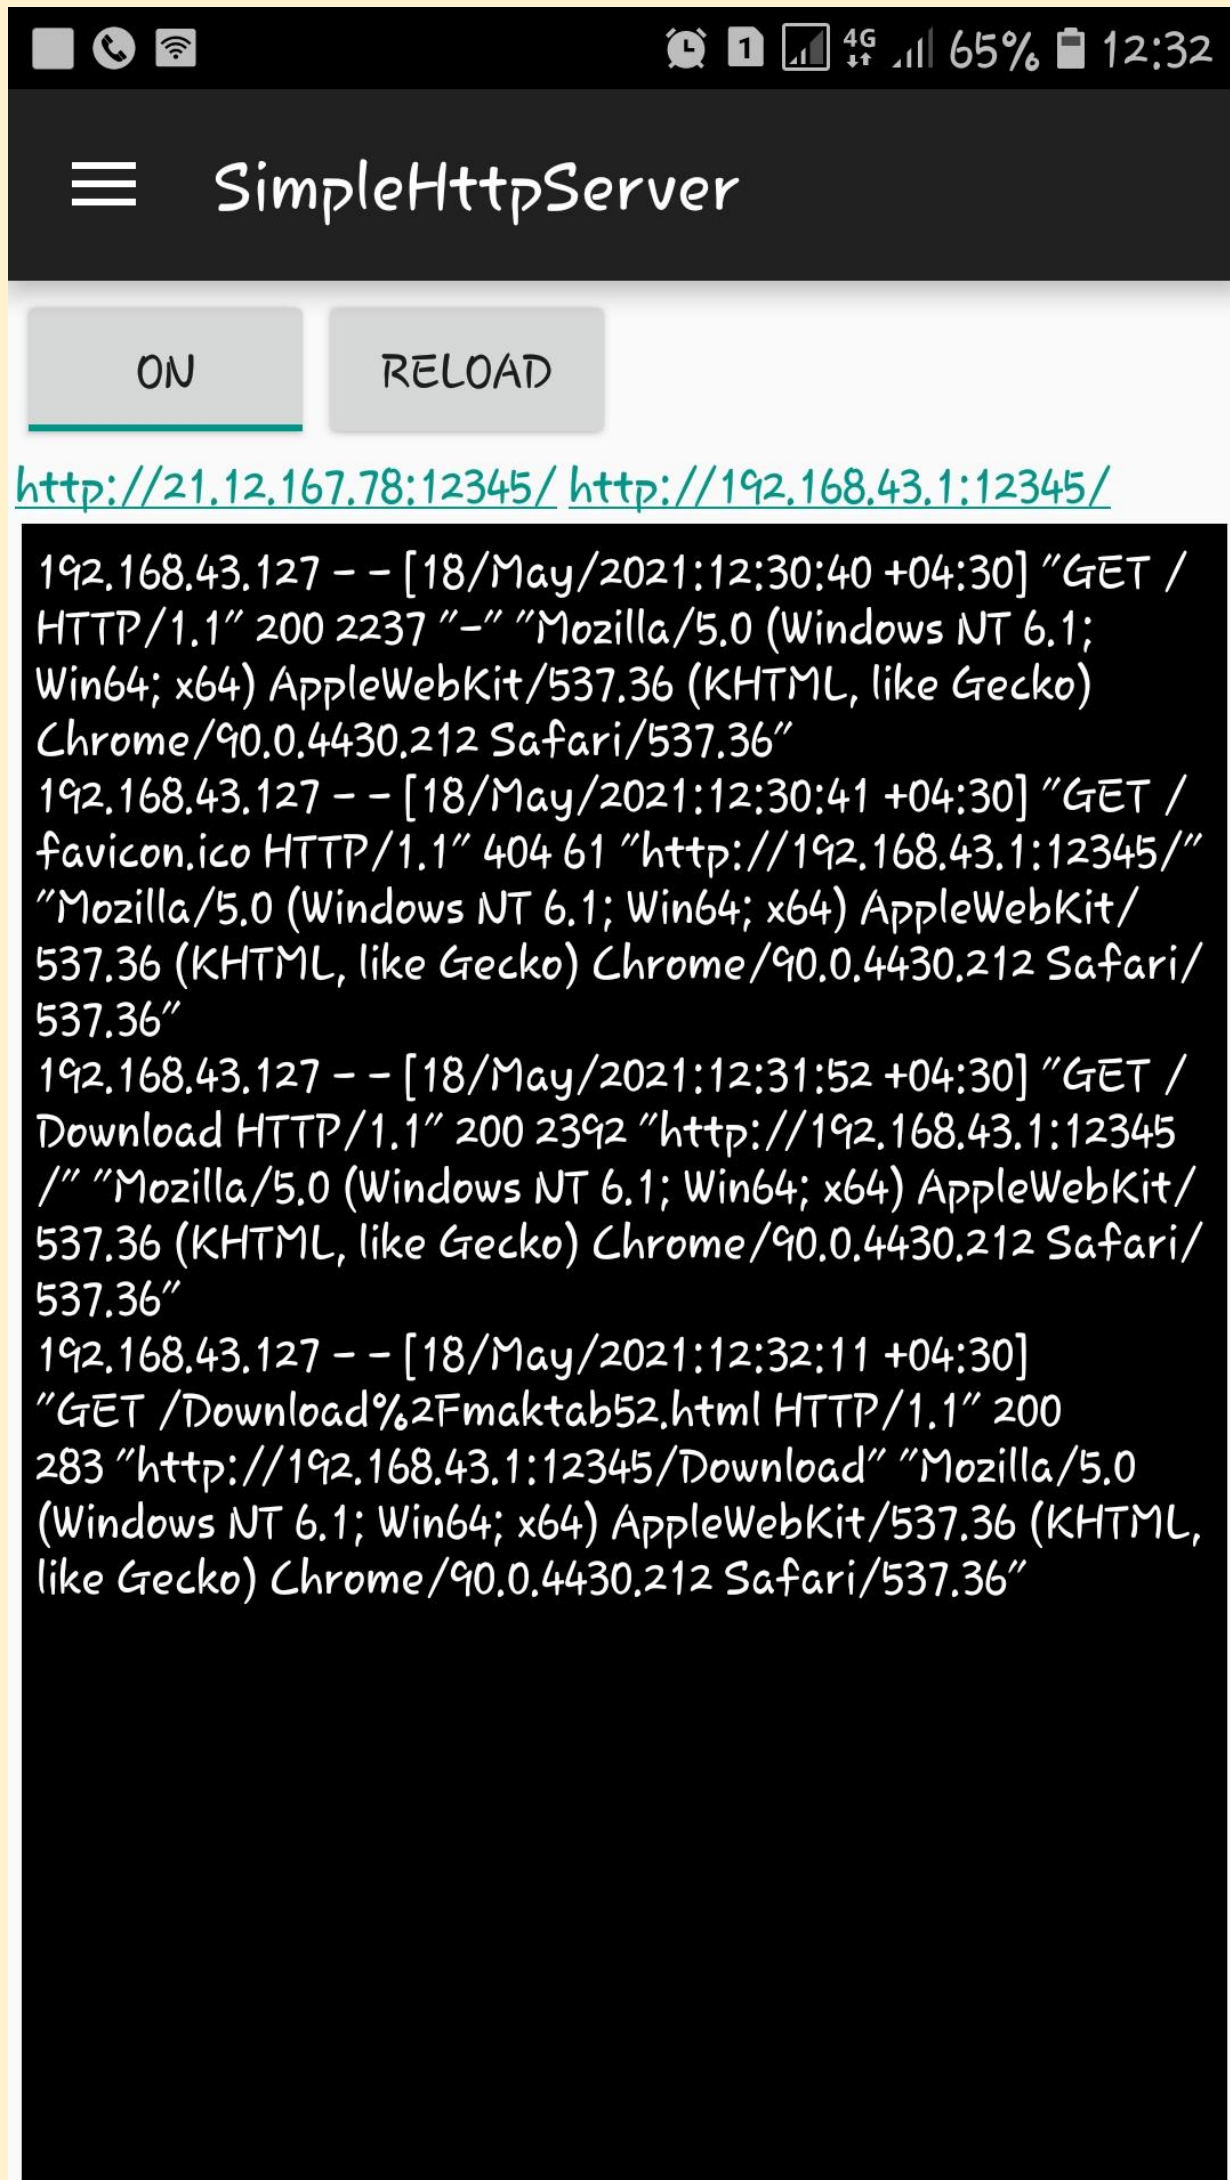 1 4G 65% 12:32
SimpleHttpServer
ON RELOAD
http://21.12.167.78:12345/ http://192.168.43.1:12345/
192.168.43.127 - - [18/May/2021:12:30:40 +04:30] "GET /
HTTP/1.1" 200 2237 "-" "Mozilla/5.0 (Windows NT 6.1;
Win64; x64) AppleWebKit/537.36 (KHTML, like Gecko)
Chrome/90.0.4430.212 Safari/537.36"
192.168.43.127 - - [18/May/2021:12:30:41 +04:30] "GET /
favicon.ico HTTP/1.1" 404 61 "http://192.168.43.1:12345/"
"Mozilla/5.0 (Windows NT 6.1; Win64; x64) AppleWebKit/
537.36 (KHTML, like Gecko) Chrome/90.0.4430.212 Safari/
537.36"
192.168.43.127 - - [18/May/2021:12:31:52 +04:30] "GET /
Download HTTP/1.1" 200 2392 "http://192.168.43.1:12345
/" "Mozilla/5.0 (Windows NT 6.1; Win64; x64) AppleWebKit/
537.36 (KHTML, like Gecko) Chrome/90.0.4430.212 Safari/
537.36"
192.168.43.127 - - [18/May/2021:12:32:11 +04:30]
"GET /Download%2Fmaktab52.html HTTP/1.1" 200
283 "http://192.168.43.1:12345/Download" "Mozilla/5.0
(Windows NT 6.1; Win64; x64) AppleWebKit/537.36 (KHTML,
like Gecko) Chrome/90.0.4430.212 Safari/537.36"